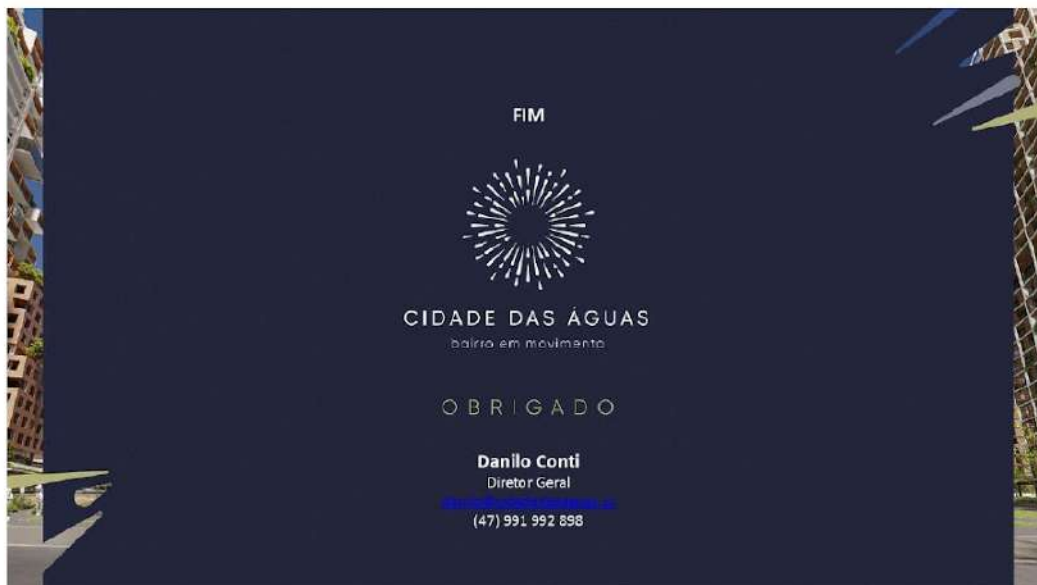 FIM
CIDADE DAS ÁGUAS
bairro em movimento
OBRIGADO
Danilo Conti
Diretor Geral
(47) 991 992 898